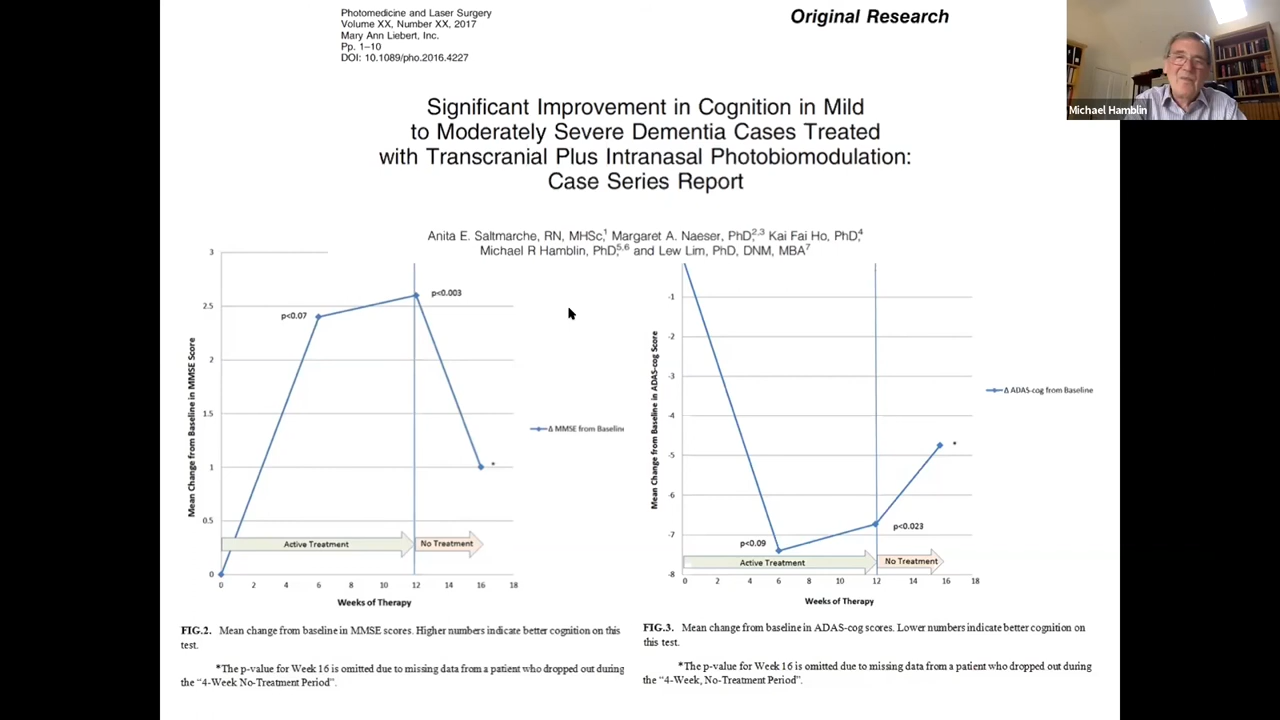 Photomedicine and Laser Surgery
Volume XX, Number XX, 2017
Mary Ann Liebert, Inc.
Pp. 1–10
DOI: 10.1089/pho.2016.4227
Original Research
Michael Hamblin
Significant Improvement in Cognition in Mild
to Moderately Severe Dementia Cases Treated
with Transcranial Plus Intranasal Photobiomodulation:
Case Series Report
Anita E. Saltmarche, RN, MHSc,1 Margaret A. Naeser, PhD,2,3 Kai Fai Ho, PhD,4
Michael R Hamblin, PhD,5,6 and Lew Lim, PhD, DNM, MBA7
Mean Change from Baseline in MMSE Score
3
2.5
2
1.5
1
0.5
0
p<0.07
p<0.003
*
Δ MMSE from Baseline
Active Treatment
No Treatment
0 2 4 6 8 10 12 14 16 18
Weeks of Therapy
FIG.2. Mean change from baseline in MMSE scores. Higher numbers indicate better cognition on this
test.
*The p-value for Week 16 is omitted due to missing data from a patient who dropped out during
the “4-Week No-Treatment Period”.
Mean Change from Baseline in ADAS-cog Score
-1
-2
-3
-4
-5
-6
-7
-8
p<0.09
p<0.023
*
Δ ADAS-cog from Baseline
Active Treatment
No Treatment
0 2 4 6 8 10 12 14 16 18
Weeks of Therapy
FIG.3. Mean change from baseline in ADAS-cog scores. Lower numbers indicate better cognition on
this test.
*The p-value for Week 16 is omitted due to missing data from a patient who dropped out during
the “4-Week, No-Treatment Period”.